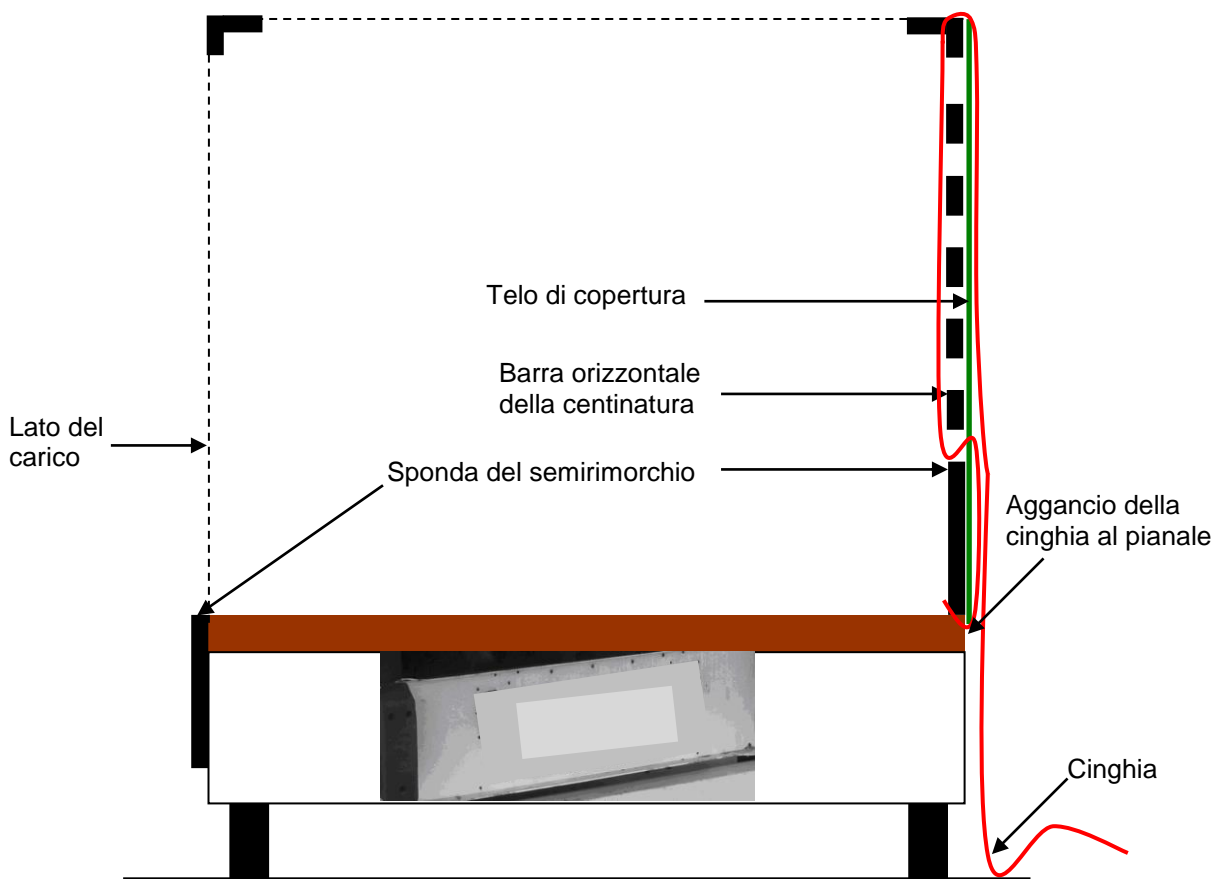 Telo di copertura
Barra orizzontale
della centinatura
Lato del
carico
Sponda del semirimorchio
Aggancio della
cinghia al pianale
Cinghia